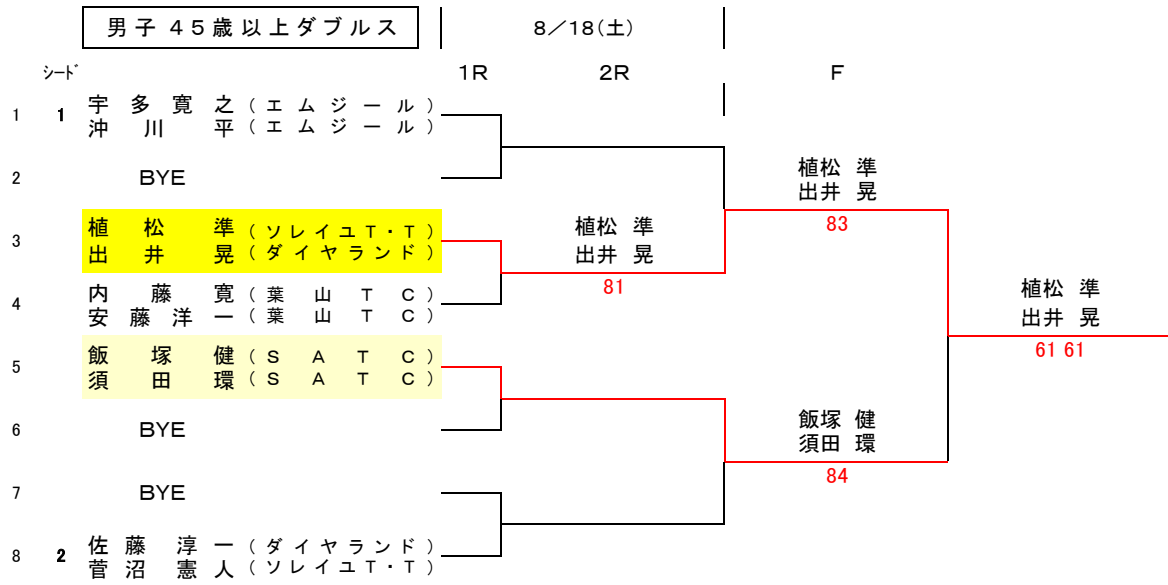 男子 45歳以上ダブルス
8／18(土)
シード
1R
2R
F
1 1 宇多寛之 (エムジール)
沖川平 (エムジール)
2 BYE
植松 準
出井 晃
83
3 植松準 (ソレイユT・T)
出井晃 (ダイヤランド)
植松 準
出井 晃
81
4 内藤寛 (葉山TC)
安藤洋一 (葉山TC)
植松 準
出井 晃
61 61
5 飯塚健 (SATC)
須田環 (SATC)
6 BYE
飯塚 健
須田 環
84
7 BYE
8 2 佐藤淳一 (ダイヤランド)
菅沼憲人 (ソレイユT・T)